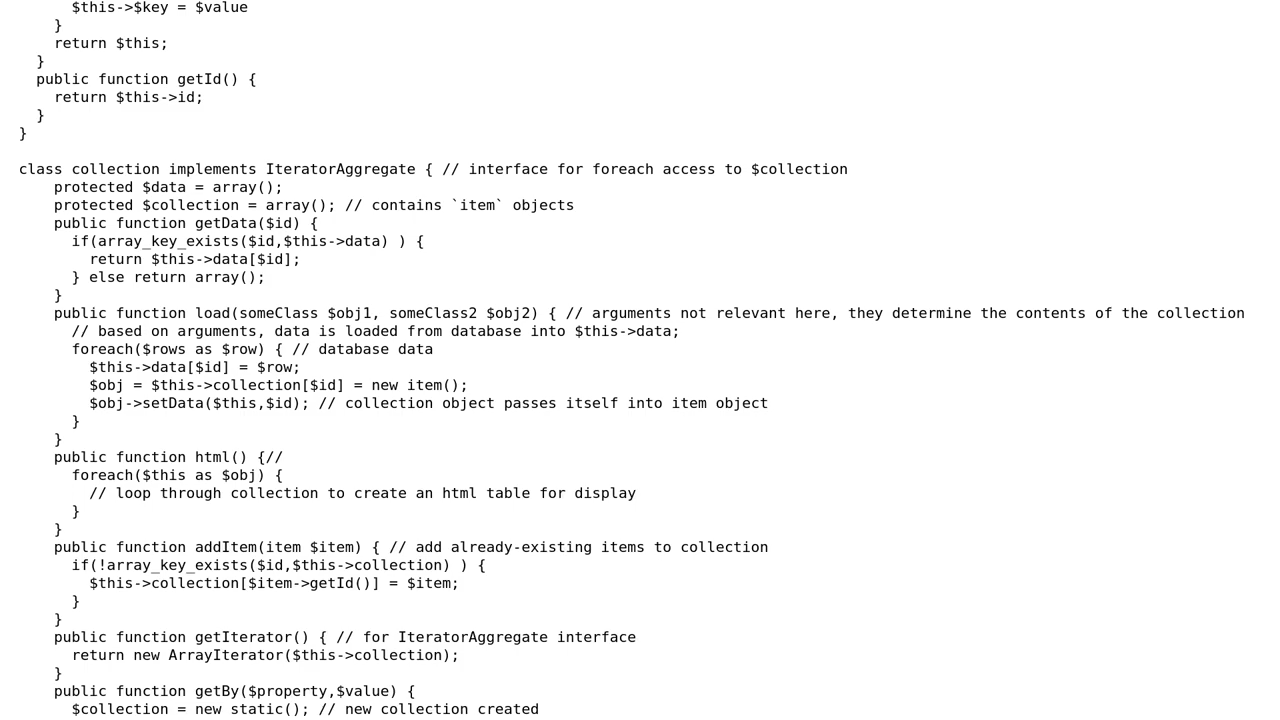 $this->$key = $value
}
return $this;
}
public function getId() {
return $this->id;
}
}
class collection implements IteratorAggregate { // interface for foreach access to $collection
protected $data = array();
protected $collection = array(); // contains `item` objects
public function getData($id) {
if(array_key_exists($id,$this->data) ) {
return $this->data[$id];
} else return array();
}
public function load(someClass $obj1, someClass2 $obj2) { // arguments not relevant here, they determine the contents of the collection
// based on arguments, data is loaded from database into $this->data;
foreach($rows as $row) { // database data
$this->data[$id] = $row;
$obj = $this->collection[$id] = new item();
$obj->setData($this,$id); // collection object passes itself into item object
}
}
public function html() {//
foreach($this as $obj) {
// loop through collection to create an html table for display
}
}
public function addItem(item $item) { // add already-existing items to collection
if(!array_key_exists($id,$this->collection) ) {
$this->collection[$item->getId()] = $item;
}
}
public function getIterator() { // for IteratorAggregate interface
return new ArrayIterator($this->collection);
}
public function getBy($property,$value) {
$collection = new static(); // new collection created